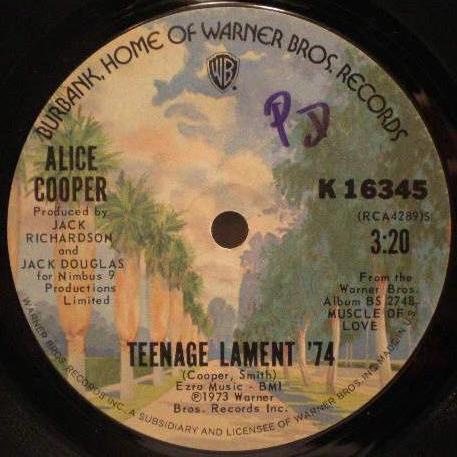 BURBANK, HOME OF WARNER BROS. RECORDS
WB
PD
ALICE
COOPER
Produced by
JACK
RICHARDSON
and
JACK DOUGLAS
for Nimbus 9
Productions
Limited
K 16345
(RCA4289)S
3:20
From the
Warner Bros.
Album BS 2748
MUSCLE OF
LOVE
TEENAGE LAMENT '74
(Cooper, Smith)
Ezra Music - BMI
℗1973 Warner
Bros. Records Inc.
WARNER BROS. RECORDS INC., A SUBSIDIARY AND LICENSEE OF WARNER BROS., INC. MADE IN U.S.A.